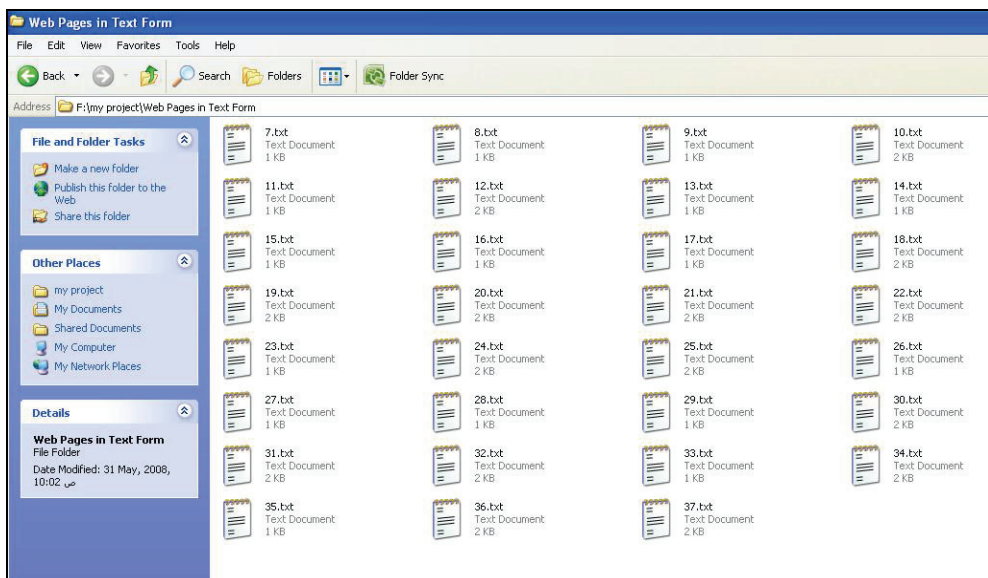 Web Pages in Text Form
File Edit View Favorites Tools Help
Back Search Folders Folder Sync
Address F:\my project\Web Pages in Text Form
File and Folder Tasks
Make a new folder
Publish this folder to the
Web
Share this folder
Other Places
my project
My Documents
Shared Documents
My Computer
My Network Places
Details
Web Pages in Text Form
File Folder
Date Modified: 31 May, 2008,
10:02 ص
7.txt 8.txt 9.txt 10.txt
Text Document Text Document Text Document Text Document
1 KB 1 KB 1 KB 2 KB
11.txt 12.txt 13.txt 14.txt
Text Document Text Document Text Document Text Document
1 KB 2 KB 1 KB 1 KB
15.txt 16.txt 17.txt 18.txt
Text Document Text Document Text Document Text Document
1 KB 1 KB 1 KB 2 KB
19.txt 20.txt 21.txt 22.txt
Text Document Text Document Text Document Text Document
2 KB 2 KB 2 KB 2 KB
23.txt 24.txt 25.txt 26.txt
Text Document Text Document Text Document Text Document
1 KB 2 KB 2 KB 1 KB
27.txt 28.txt 29.txt 30.txt
Text Document Text Document Text Document Text Document
1 KB 1 KB 1 KB 2 KB
31.txt 32.txt 33.txt 34.txt
Text Document Text Document Text Document Text Document
2 KB 2 KB 1 KB 2 KB
35.txt 36.txt 37.txt
Text Document Text Document Text Document
1 KB 2 KB 2 KB